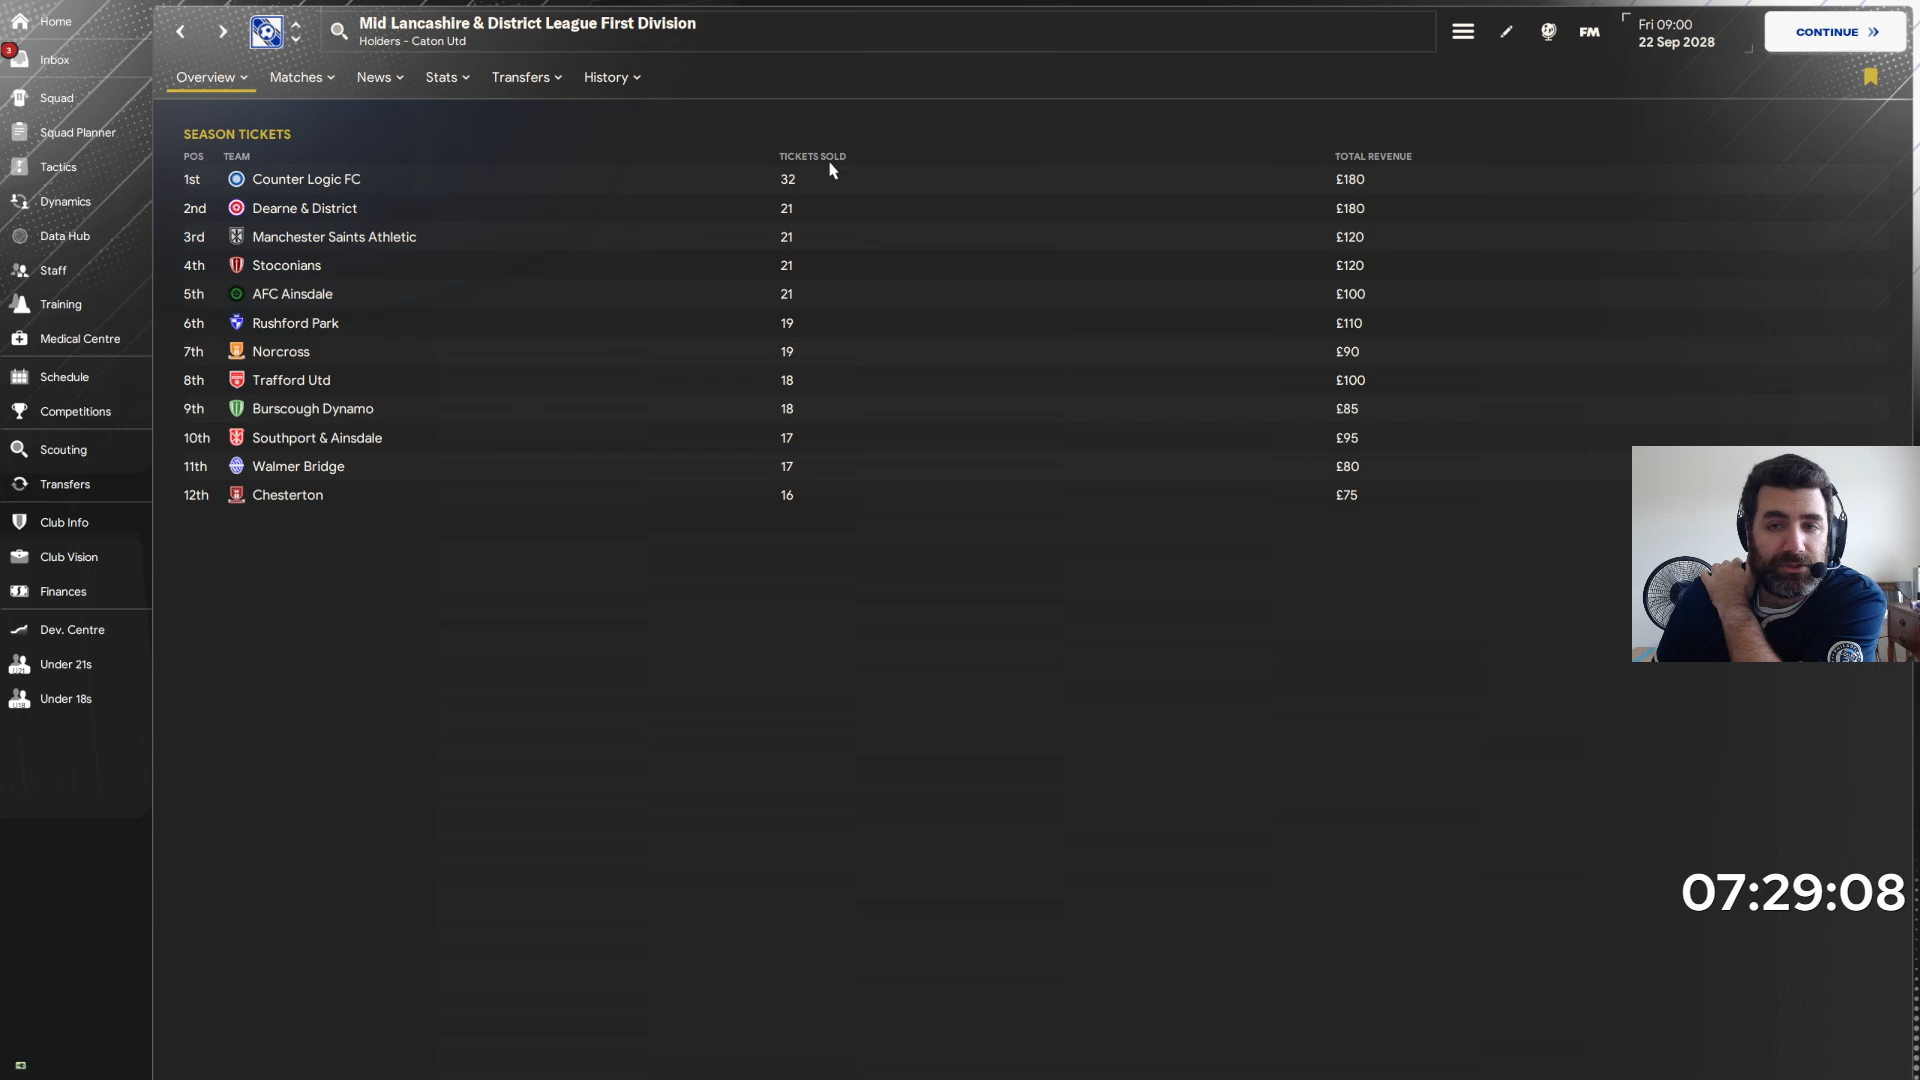 Home
3
Inbox
Squad
Squad Planner
Tactics
Dynamics
Data Hub
Staff
Training
Medical Centre
Schedule
Competitions
Scouting
Transfers
Club Info
Club Vision
Finances
Dev. Centre
Under 21s
Under 18s
Mid Lancashire & District League First Division
Holders - Caton Utd
FM
Fri 09:00
22 Sep 2028
CONTINUE
Overview Matches News Stats Transfers History
SEASON TICKETS
POS TEAM TICKETS SOLD TOTAL REVENUE
1st Counter Logic FC 32 £180
2nd Dearne & District 21 £180
3rd Manchester Saints Athletic 21 £120
4th Stoconians 21 £120
5th AFC Ainsdale 21 £100
6th Rushford Park 19 £110
7th Norcross 19 £90
8th Trafford Utd 18 £100
9th Burscough Dynamo 18 £85
10th Southport & Ainsdale 17 £95
11th Walmer Bridge 17 £80
12th Chesterton 16 £75
07:29:08